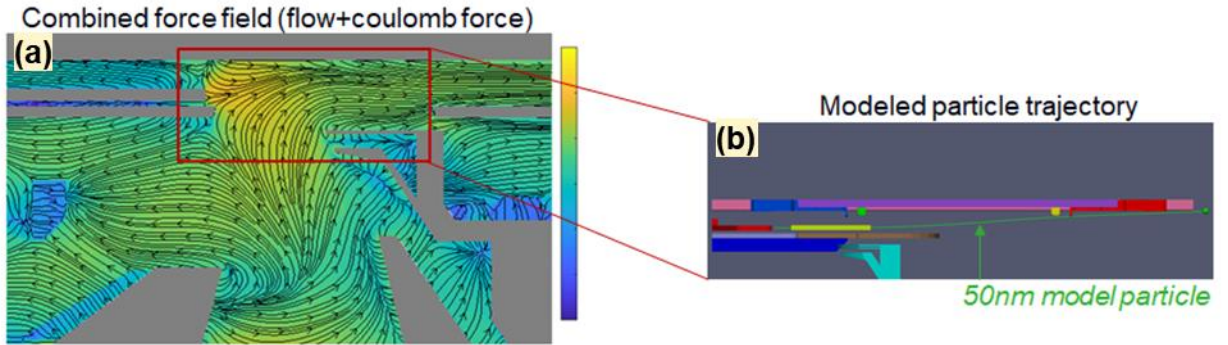 Combined force field (flow+coulomb force)
(a)
Modeled particle trajectory
(b)
50nm model particle